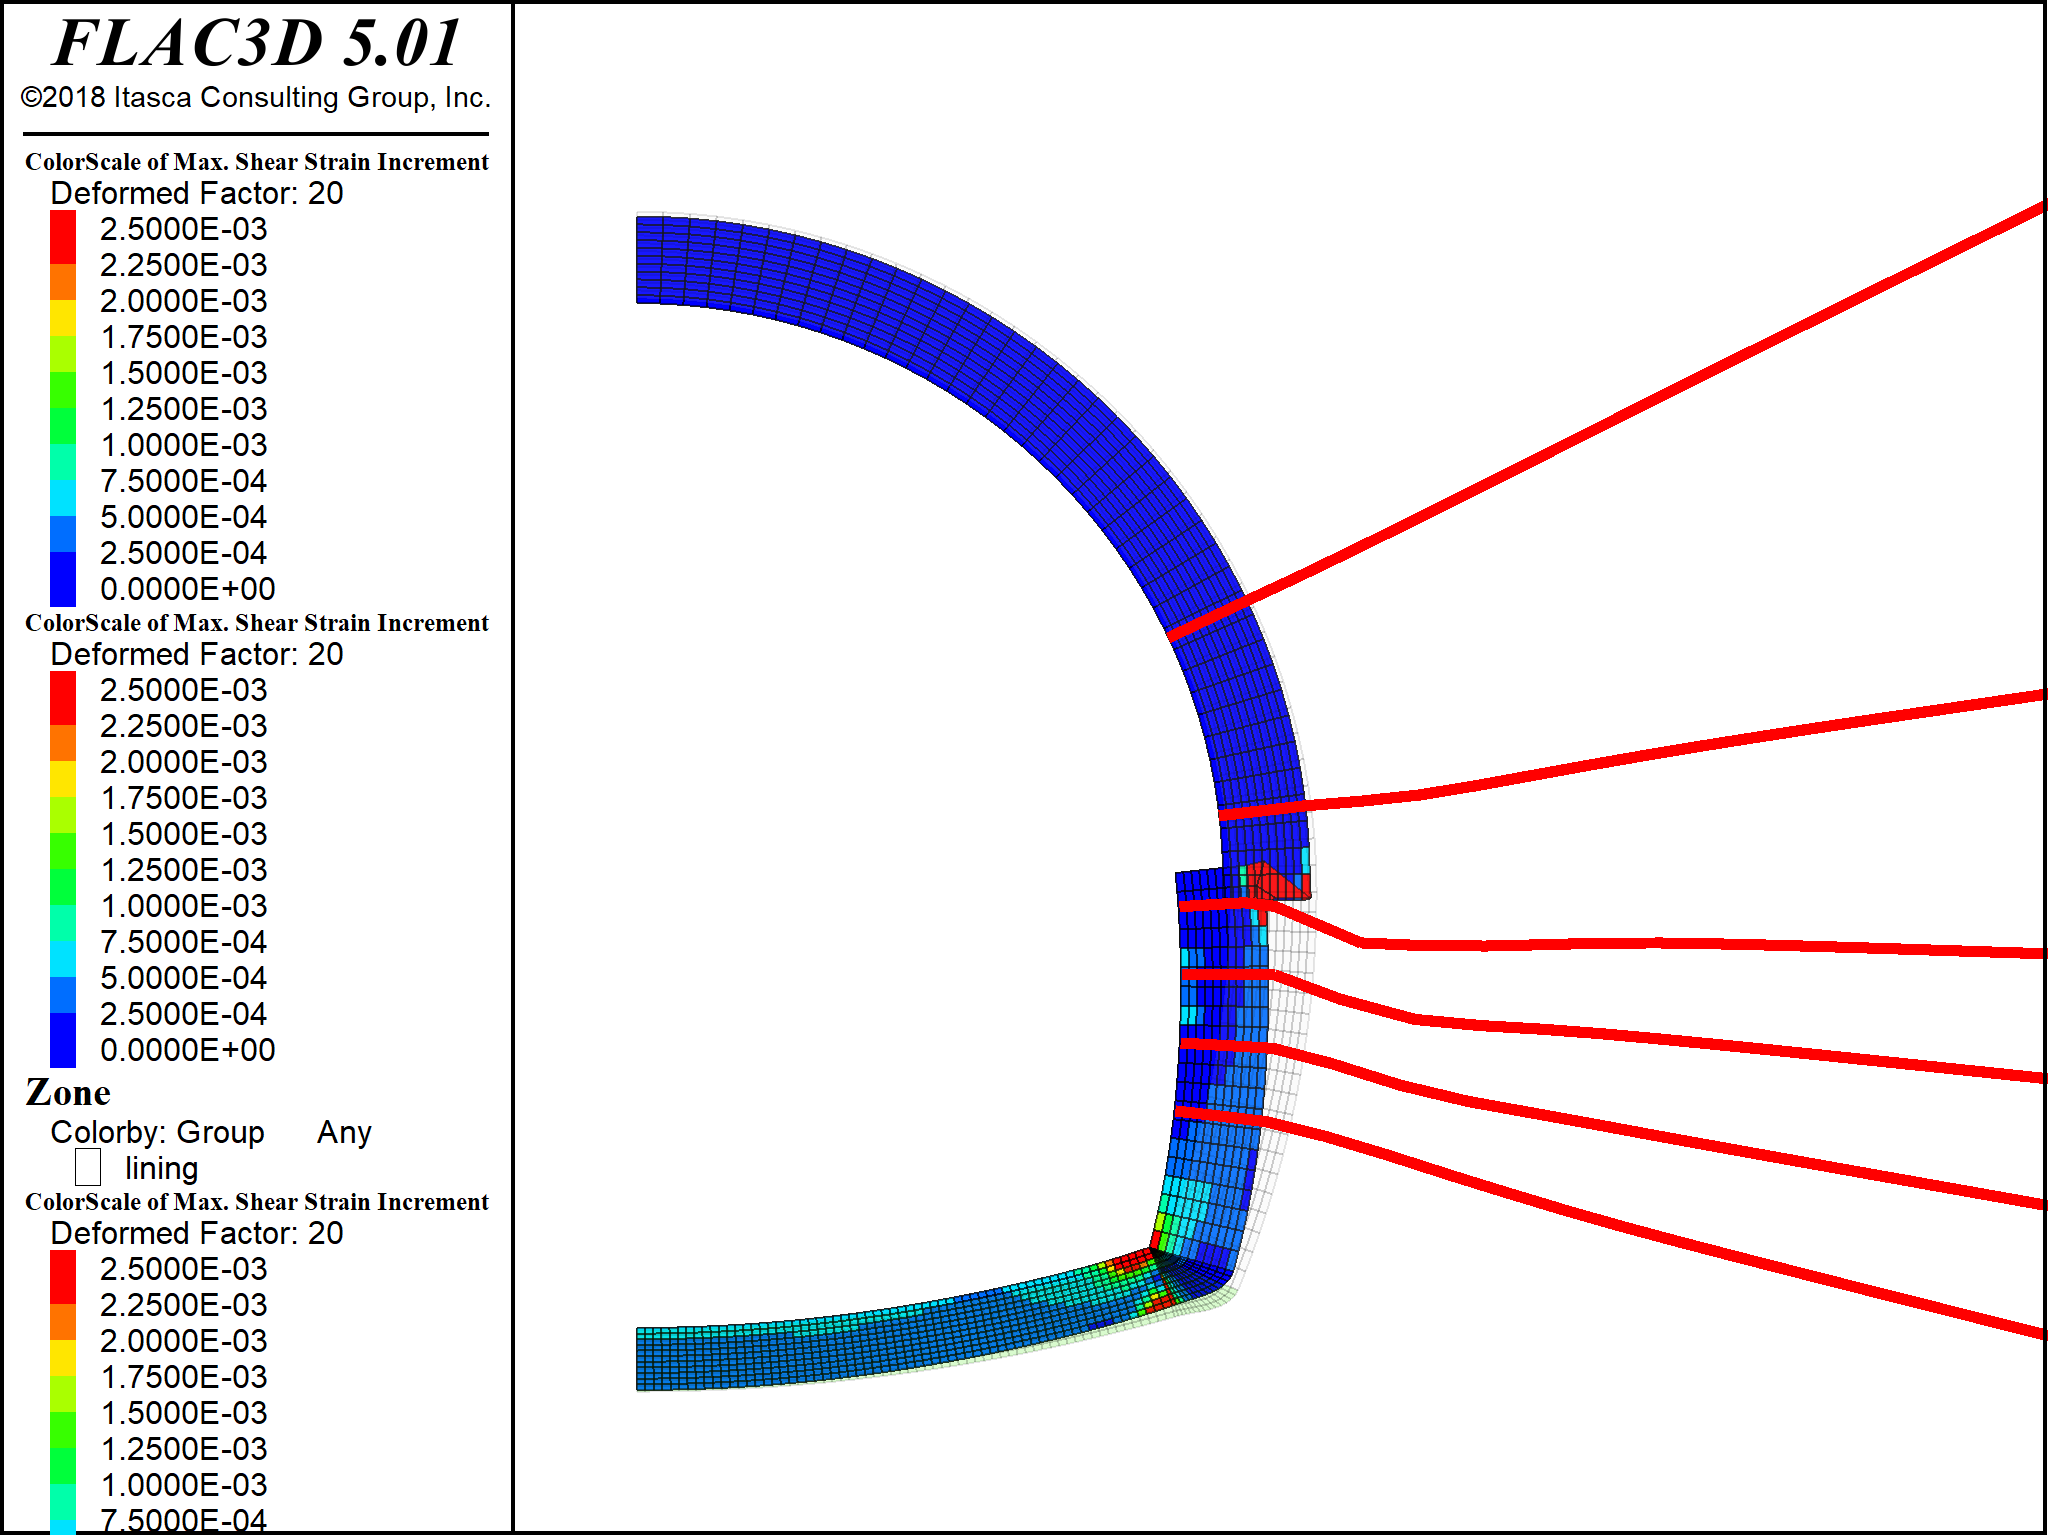 FLAC3D 5.01
©2018 Itasca Consulting Group, Inc.
ColorScale of Max. Shear Strain Increment
Deformed Factor: 20
2.5000E-03
2.2500E-03
2.0000E-03
1.7500E-03
1.5000E-03
1.2500E-03
1.0000E-03
7.5000E-04
5.0000E-04
2.5000E-04
0.0000E+00
ColorScale of Max. Shear Strain Increment
Deformed Factor: 20
2.5000E-03
2.2500E-03
2.0000E-03
1.7500E-03
1.5000E-03
1.2500E-03
1.0000E-03
7.5000E-04
5.0000E-04
2.5000E-04
0.0000E+00
Zone
Colorby: Group Any
lining
ColorScale of Max. Shear Strain Increment
Deformed Factor: 20
2.5000E-03
2.2500E-03
2.0000E-03
1.7500E-03
1.5000E-03
1.2500E-03
1.0000E-03
7.5000E-04